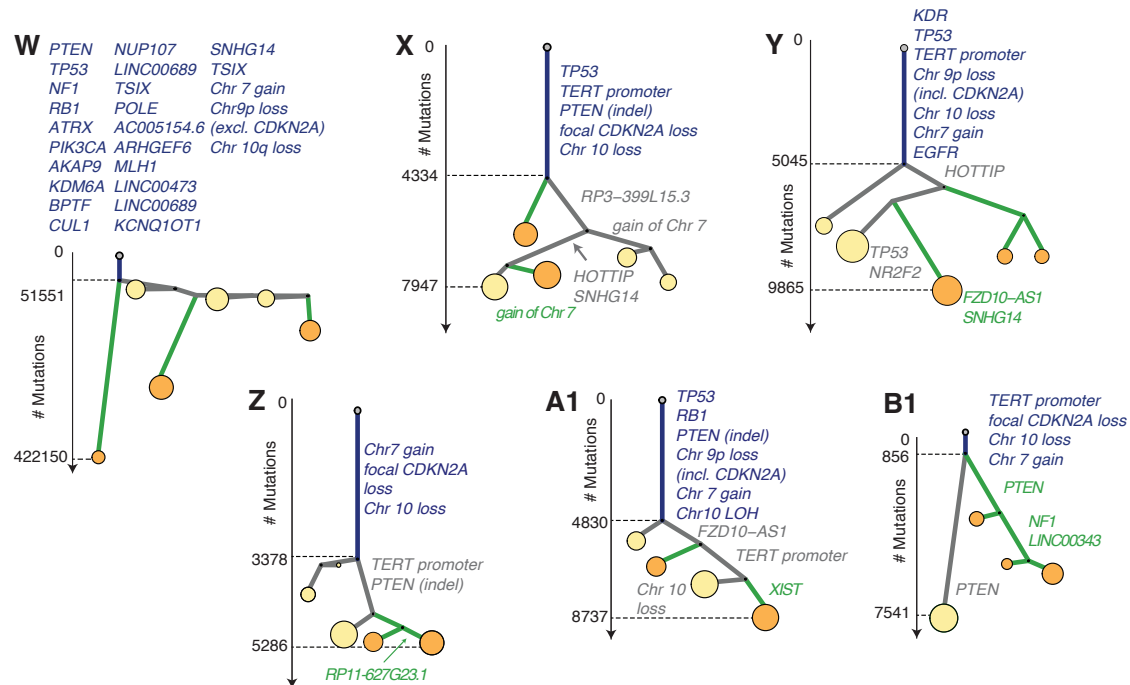 W
PTEN NUP107 SNHG14
TP53 LINC00689 TSIX
NF1 TSIX Chr 7 gain
RB1 POLE Chr9p loss
ATRX AC005154.6 (excl. CDKN2A)
PIK3CA ARHGEF6 Chr 10q loss
AKAP9 MLH1
KDM6A LINC00473
BPTF LINC00689
CUL1 KCNQ1OT1
0
51551
# Mutations
422150
X
0
# Mutations
TP53
TERT promoter
PTEN (indel)
focal CDKN2A loss
Chr 10 loss
4334
RP3–399L15.3
gain of Chr 7
HOTTIP
SNHG14
7947
gain of Chr 7
Y
0
# Mutations
KDR
TP53
TERT promoter
Chr 9p loss
(incl. CDKN2A)
Chr 10 loss
Chr7 gain
EGFR
5045
HOTTIP
TP53
NR2F2
9865
FZD10–AS1
SNHG14
Z
0
# Mutations
Chr7 gain
focal CDKN2A
loss
Chr 10 loss
3378
TERT promoter
PTEN (indel)
5286
RP11-627G23.1
A1
0
# Mutations
TP53
RB1
PTEN (indel)
Chr 9p loss
(incl. CDKN2A)
Chr 7 gain
Chr10 LOH
4830
FZD10–AS1
TERT promoter
Chr 10
loss
XIST
8737
B1
0
856
# Mutations
TERT promoter
focal CDKN2A loss
Chr 10 loss
Chr 7 gain
PTEN
NF1
LINC00343
PTEN
7541